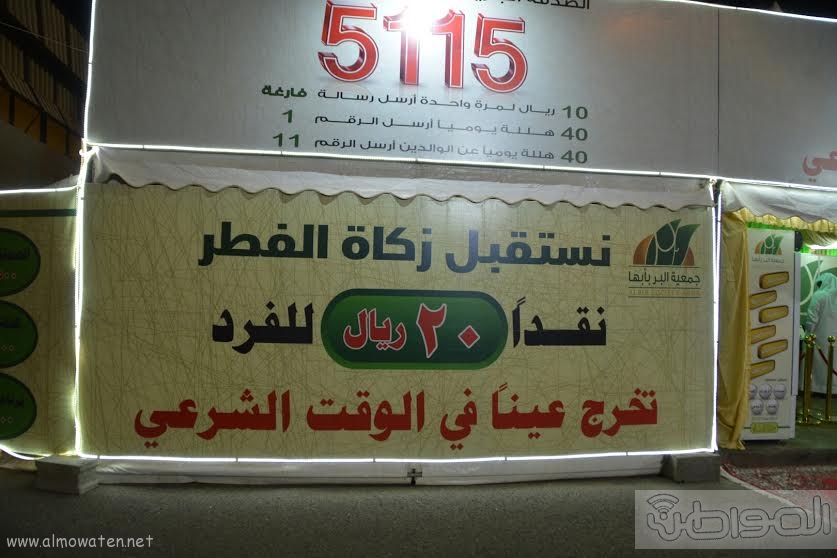 5115
10 ريال لمرة واحدة أرسل رسالة فارغة
40 هللة يومياً أرسل الرقم 1
40 هللة يومياً عن الوالدين أرسل الرقم 11
نستقبل زكاة الفطر
نقداً ٢٠ ريال للفرد
تخرج عيناً في الوقت الشرعي
جمعية البر بأبها
المواطن
www.almowaten.net